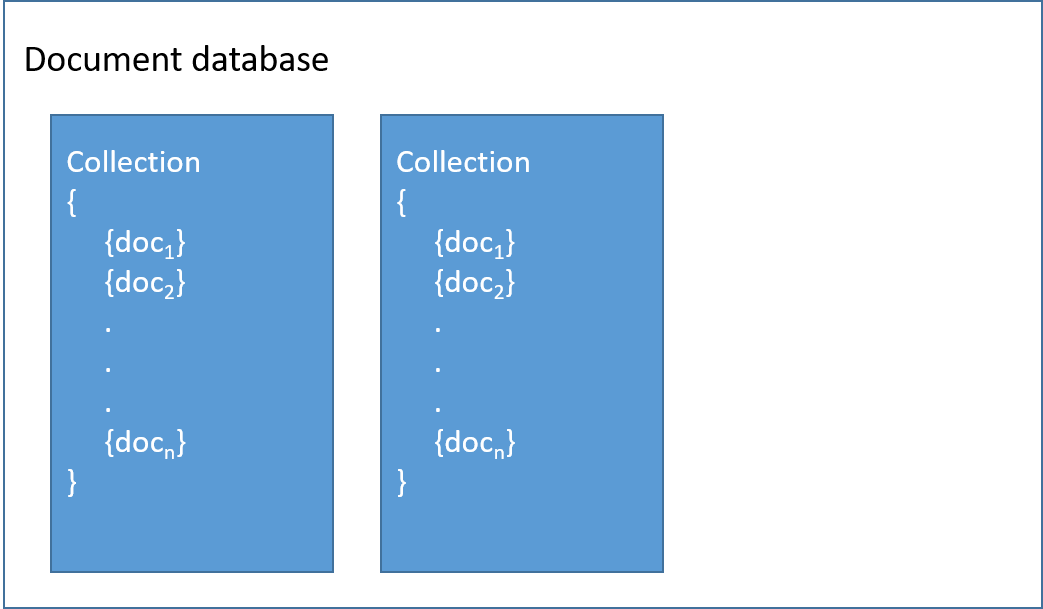 Document database
Collection
{
{doc₁}
{doc₂}
.
.
.
{docₙ}
}
Collection
{
{doc₁}
{doc₂}
.
.
.
{docₙ}
}